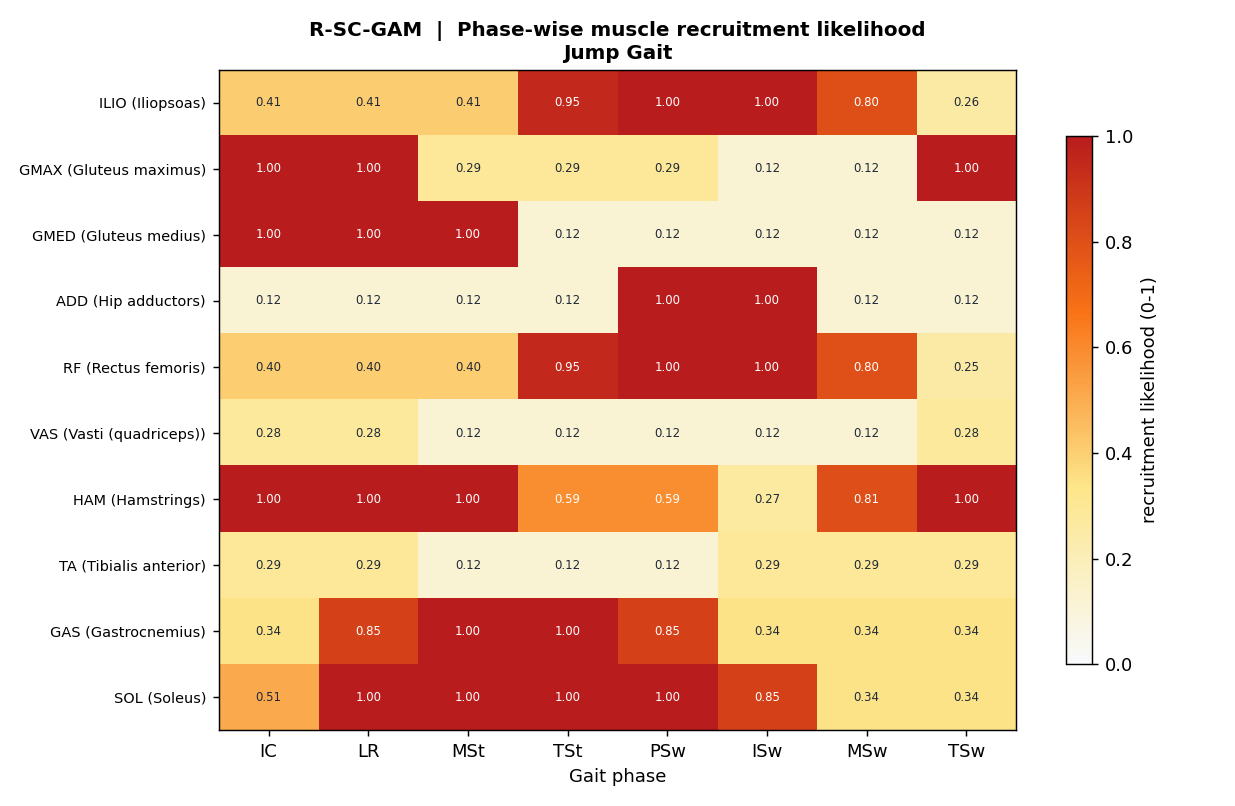 R-SC-GAM | Phase-wise muscle recruitment likelihood
Jump Gait
ILIO (Iliopsoas) 0.41 0.41 0.41 0.95 1.00 1.00 0.80 0.26
GMAX (Gluteus maximus) 1.00 1.00 0.29 0.29 0.29 0.12 0.12 1.00
GMED (Gluteus medius) 1.00 1.00 1.00 0.12 0.12 0.12 0.12 0.12
ADD (Hip adductors) 0.12 0.12 0.12 0.12 1.00 1.00 0.12 0.12
RF (Rectus femoris) 0.40 0.40 0.40 0.95 1.00 1.00 0.80 0.25
VAS (Vasti (quadriceps)) 0.28 0.28 0.12 0.12 0.12 0.12 0.12 0.28
HAM (Hamstrings) 1.00 1.00 1.00 0.59 0.59 0.27 0.81 1.00
TA (Tibialis anterior) 0.29 0.29 0.12 0.12 0.12 0.29 0.29 0.29
GAS (Gastrocnemius) 0.34 0.85 1.00 1.00 0.85 0.34 0.34 0.34
SOL (Soleus) 0.51 1.00 1.00 1.00 1.00 0.85 0.34 0.34
IC LR MSt TSt PSw ISw MSw TSw
Gait phase
1.0
0.8
0.6
0.4
0.2
0.0
recruitment likelihood (0-1)